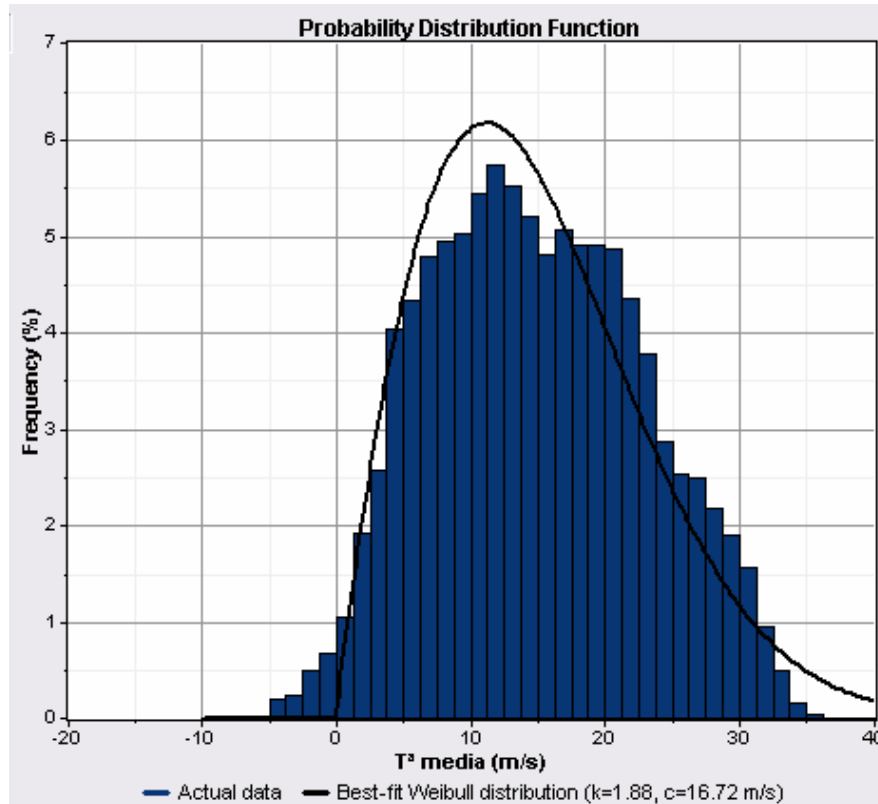 Probability Distribution Function
7
6
5
4
3
2
1
0
Frequency (%)
-20 -10 0 10 20 30 40
Tª media (m/s)
Actual data Best-fit Weibull distribution (k=1.88, c=16.72 m/s)